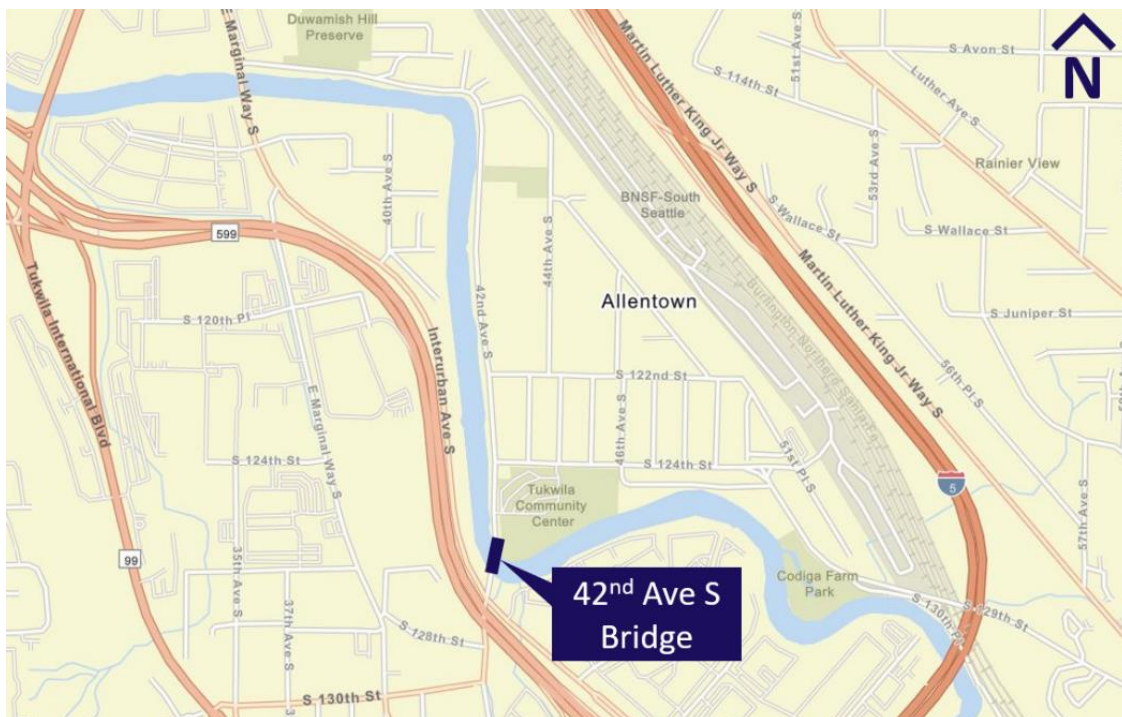 Duwamish Hill
Preserve
E Marginal Way S
Martin Luther King Jr Way S
51st Ave S
S Avon St
N
S 114th St
Luther Ave S
40th Ave S
Rainier View
53rd Ave S
BNSF-South
Seattle
S Wallace St
S Wallace St
599
44th Ave S
42nd Ave S
Allentown
Burlington Northern Santa Fe
Martin Luther King Jr Way S
S Juniper St
Tukwila International Blvd
S 120th Pl
Interurban Ave S
E Marginal Way S
S 122nd St
56th Pl S
46th Ave S
51st Pl S
S 124th St
S 124th St
Tukwila
Community
Center
5
57th Ave S
99
35th Ave S
37th Ave S
42nd Ave S
Bridge
Codiga Farm
Park
S 130th Pl
S 129th St
S 128th St
S 130th St